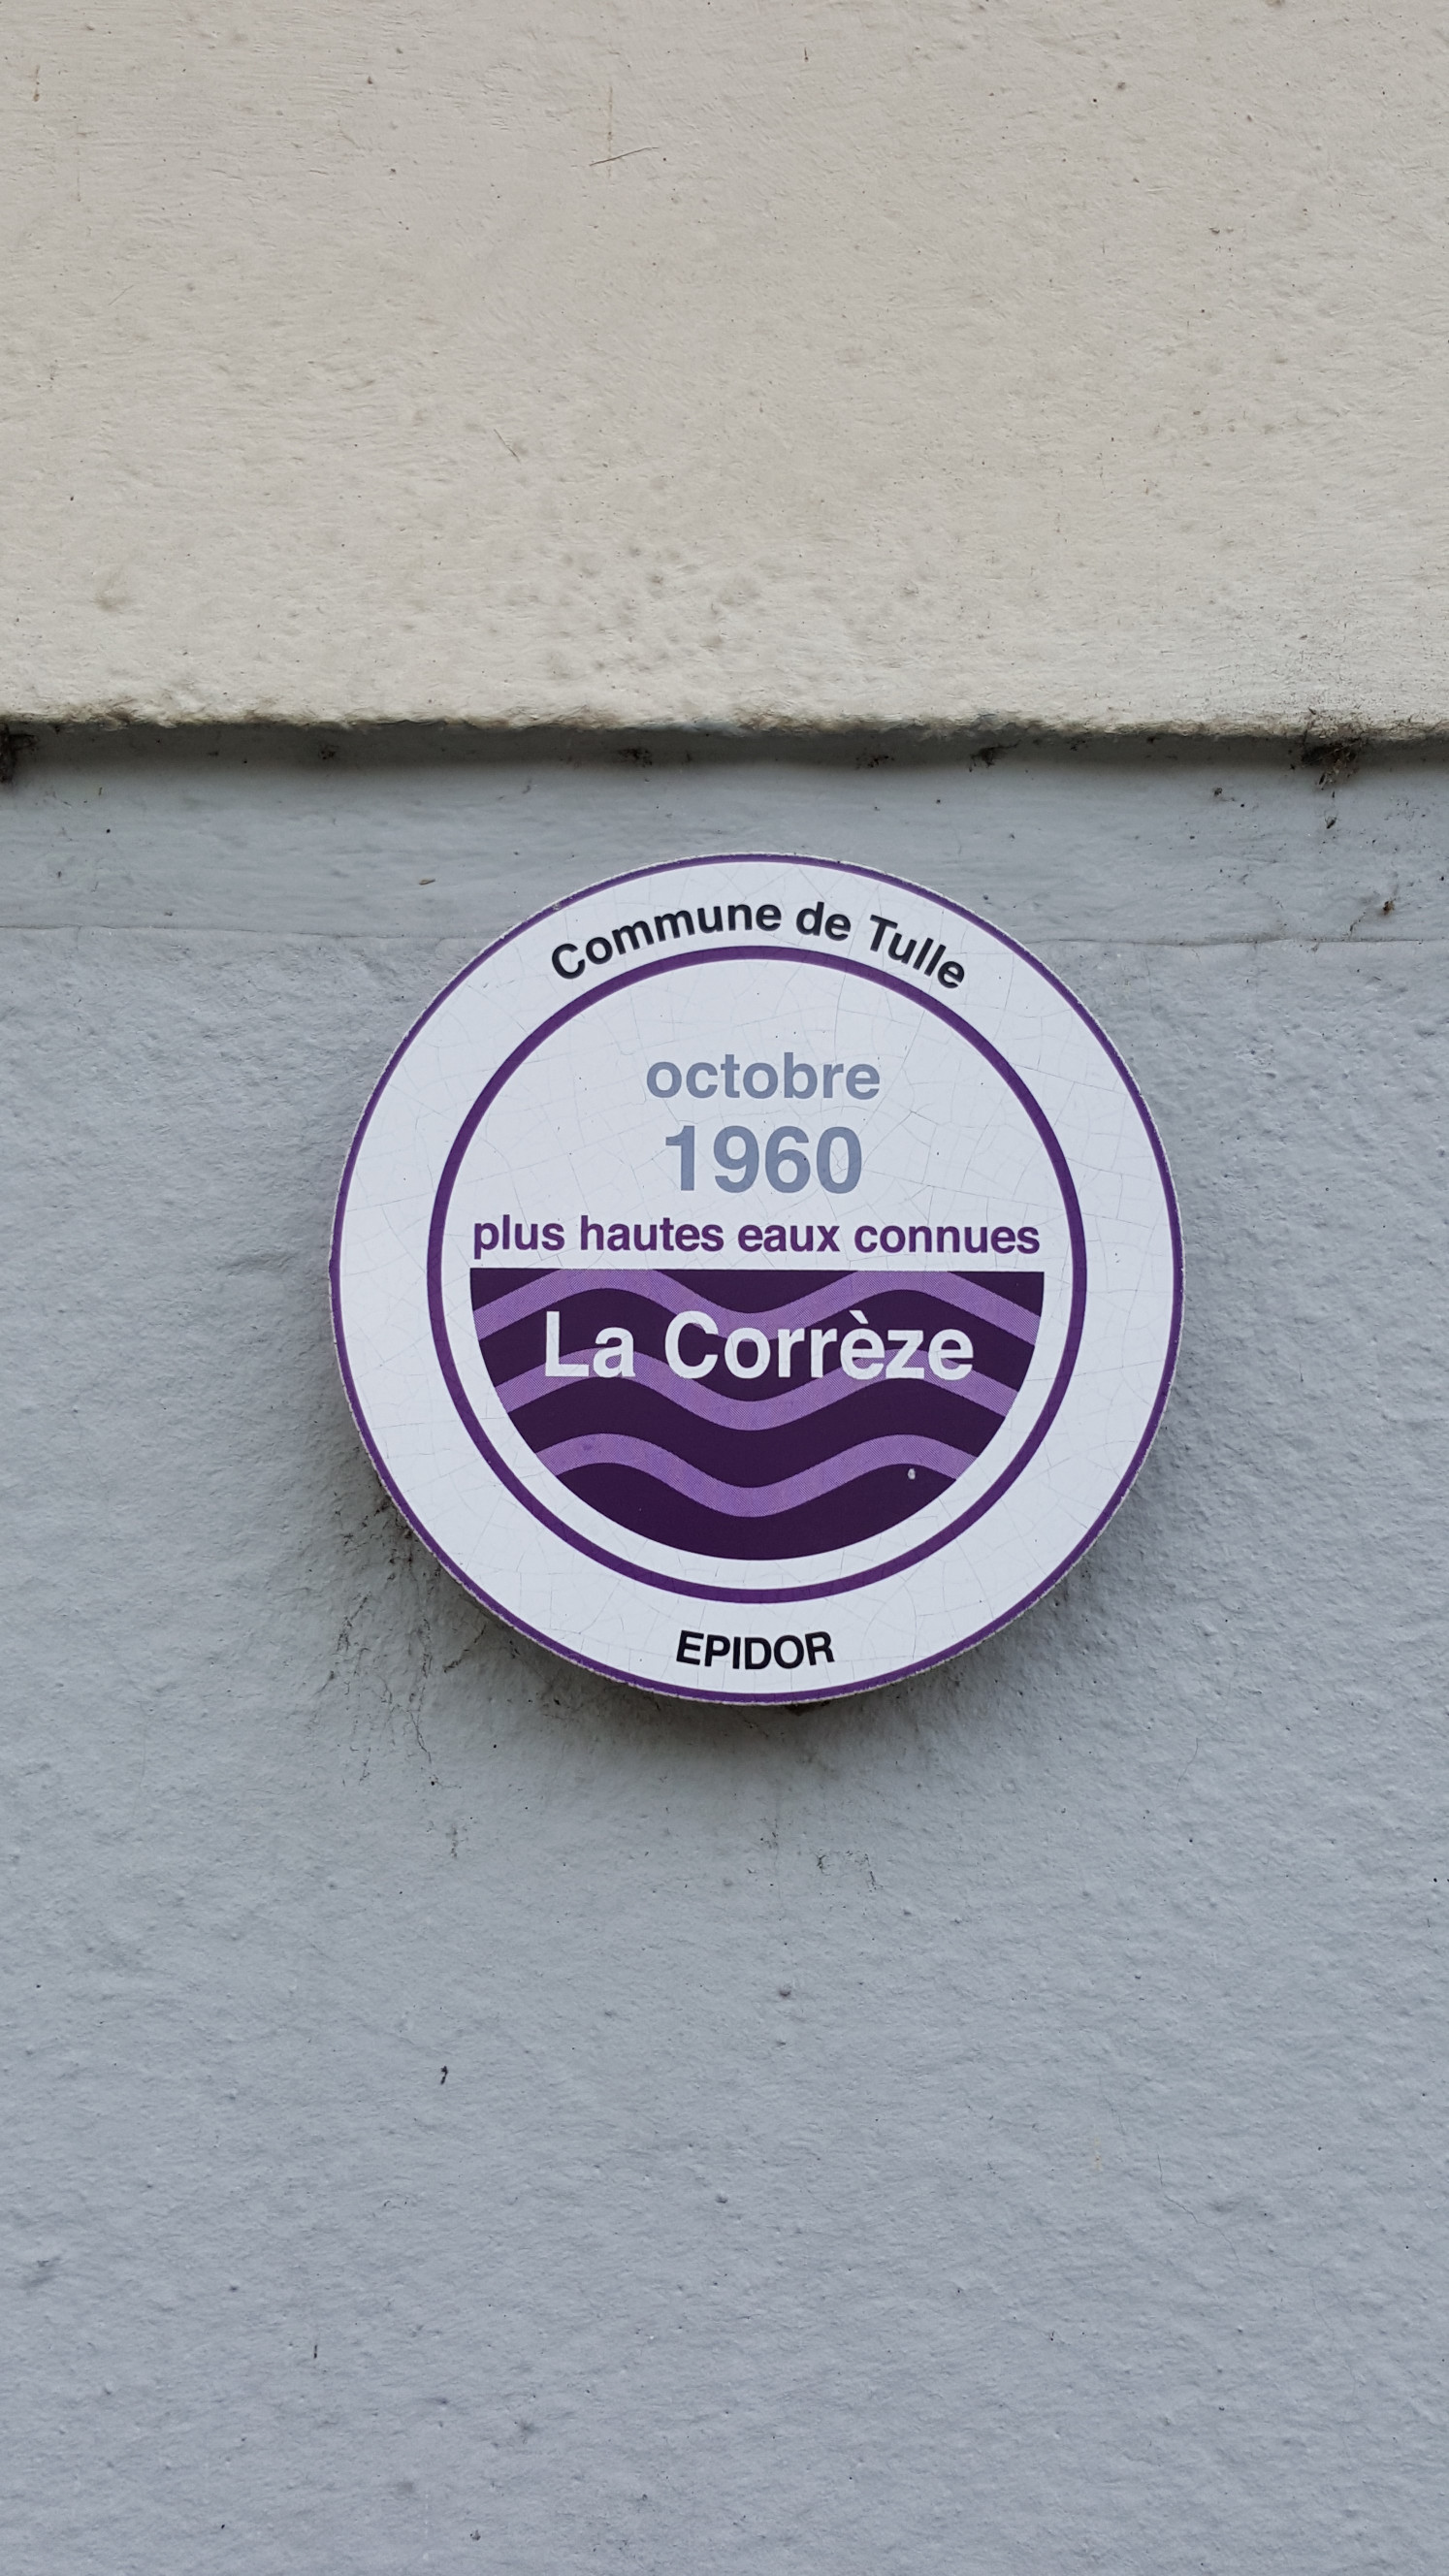 Commune de Tulle
octobre
1960
plus hautes eaux connues
La Corrèze
EPIDOR